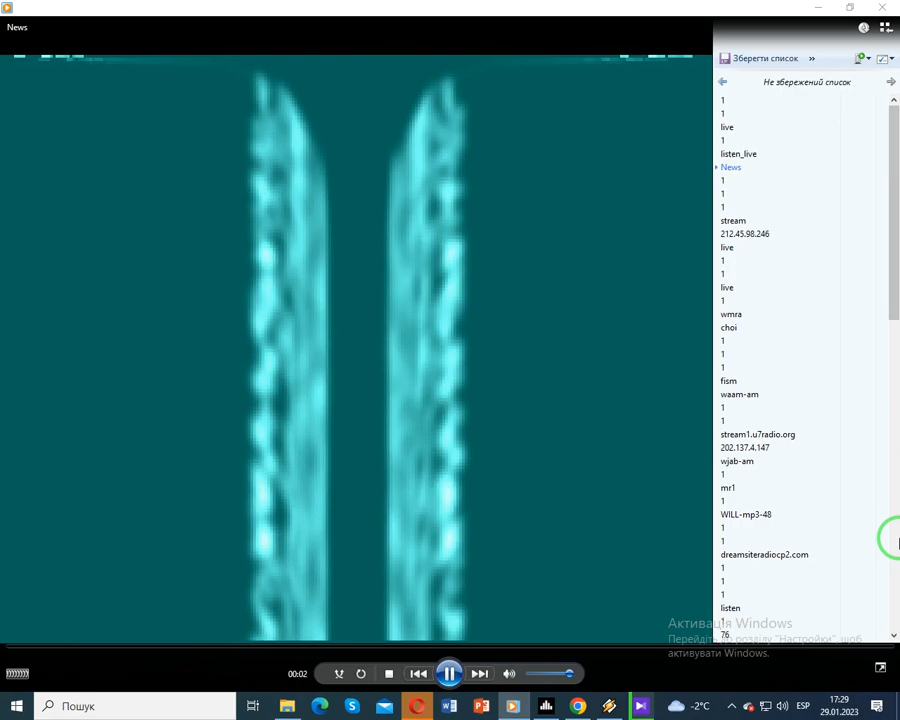 News
Зберегти список »
Не збережений список
1
1
live
1
listen_live
News
1
1
1
stream
212.45.98.246
live
1
1
live
1
wmra
choi
1
1
1
fism
waam-am
1
1
stream1.u7radio.org
202.137.4.147
wjab-am
1
mr1
1
WILL-mp3-48
1
1
dreamsiteradiocp2.com
1
1
1
listen
1
76
Активація Windows
Перейдіть до розділу "Настройки", щоб
активувати Windows.
00:02
Пошук
-2°C
ESP
17:29
29.01.2023